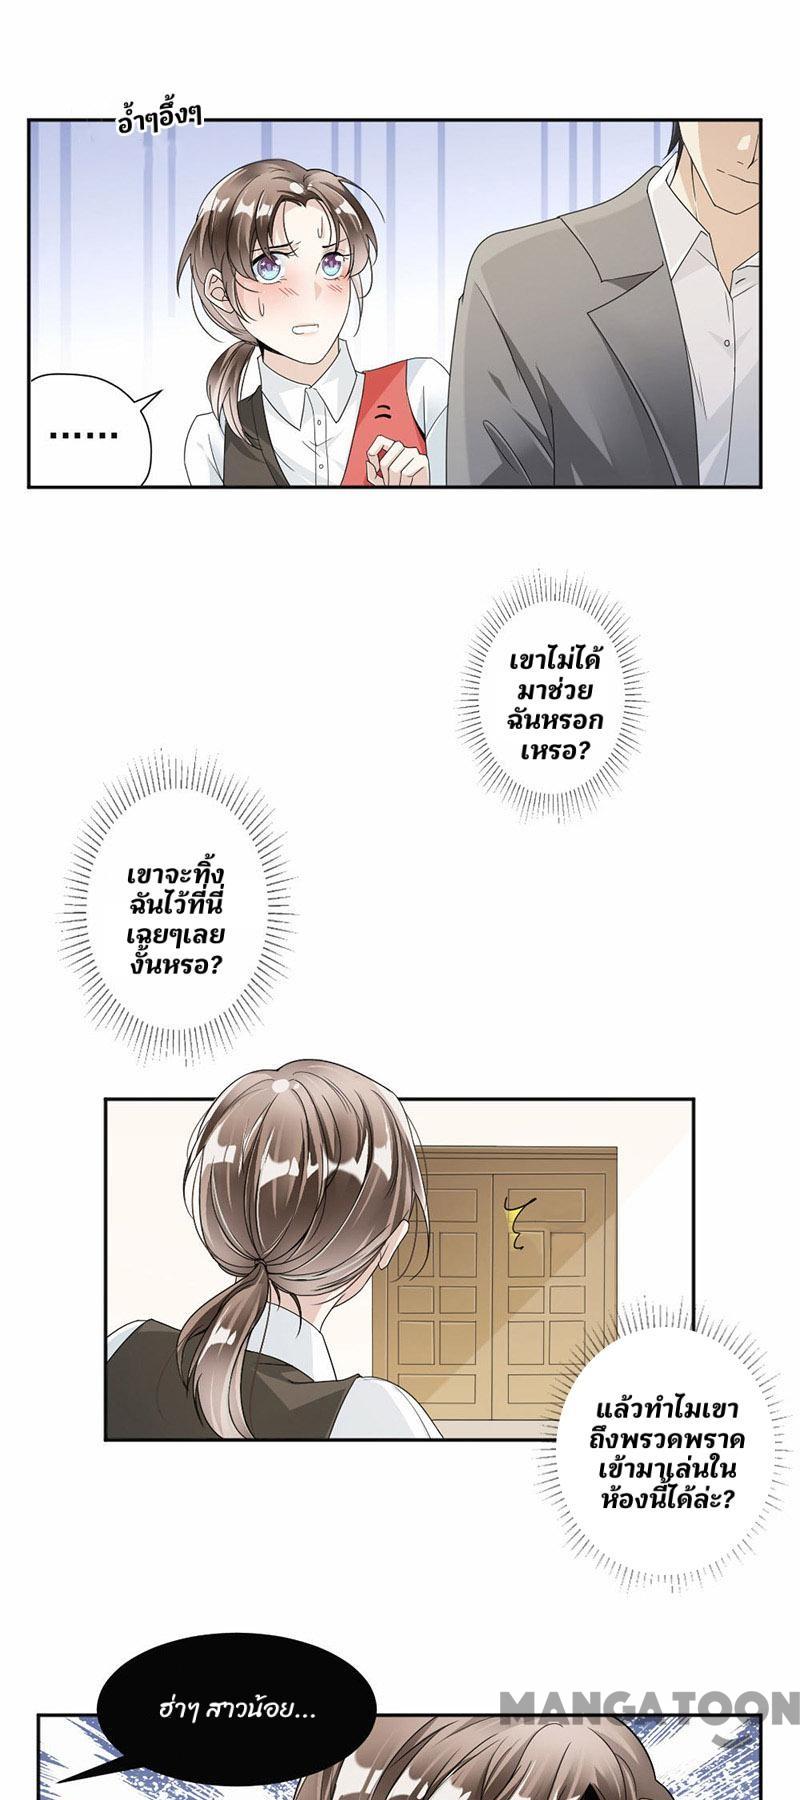 อ้ำๆอึ้งๆ
......
เขาไม่ได้
มาช่วย
ฉันหรอก
เหรอ?
เขาจะทิ้ง
ฉันไว้ที่นี่
เฉยๆเลย
งั้นหรอ?
แล้วทำไมเขา
ถึงพรวดพราด
เข้ามาเล่นใน
ห้องนี้ได้ล่ะ?
ฮ่าๆ สาวน้อย...
MANGATOON